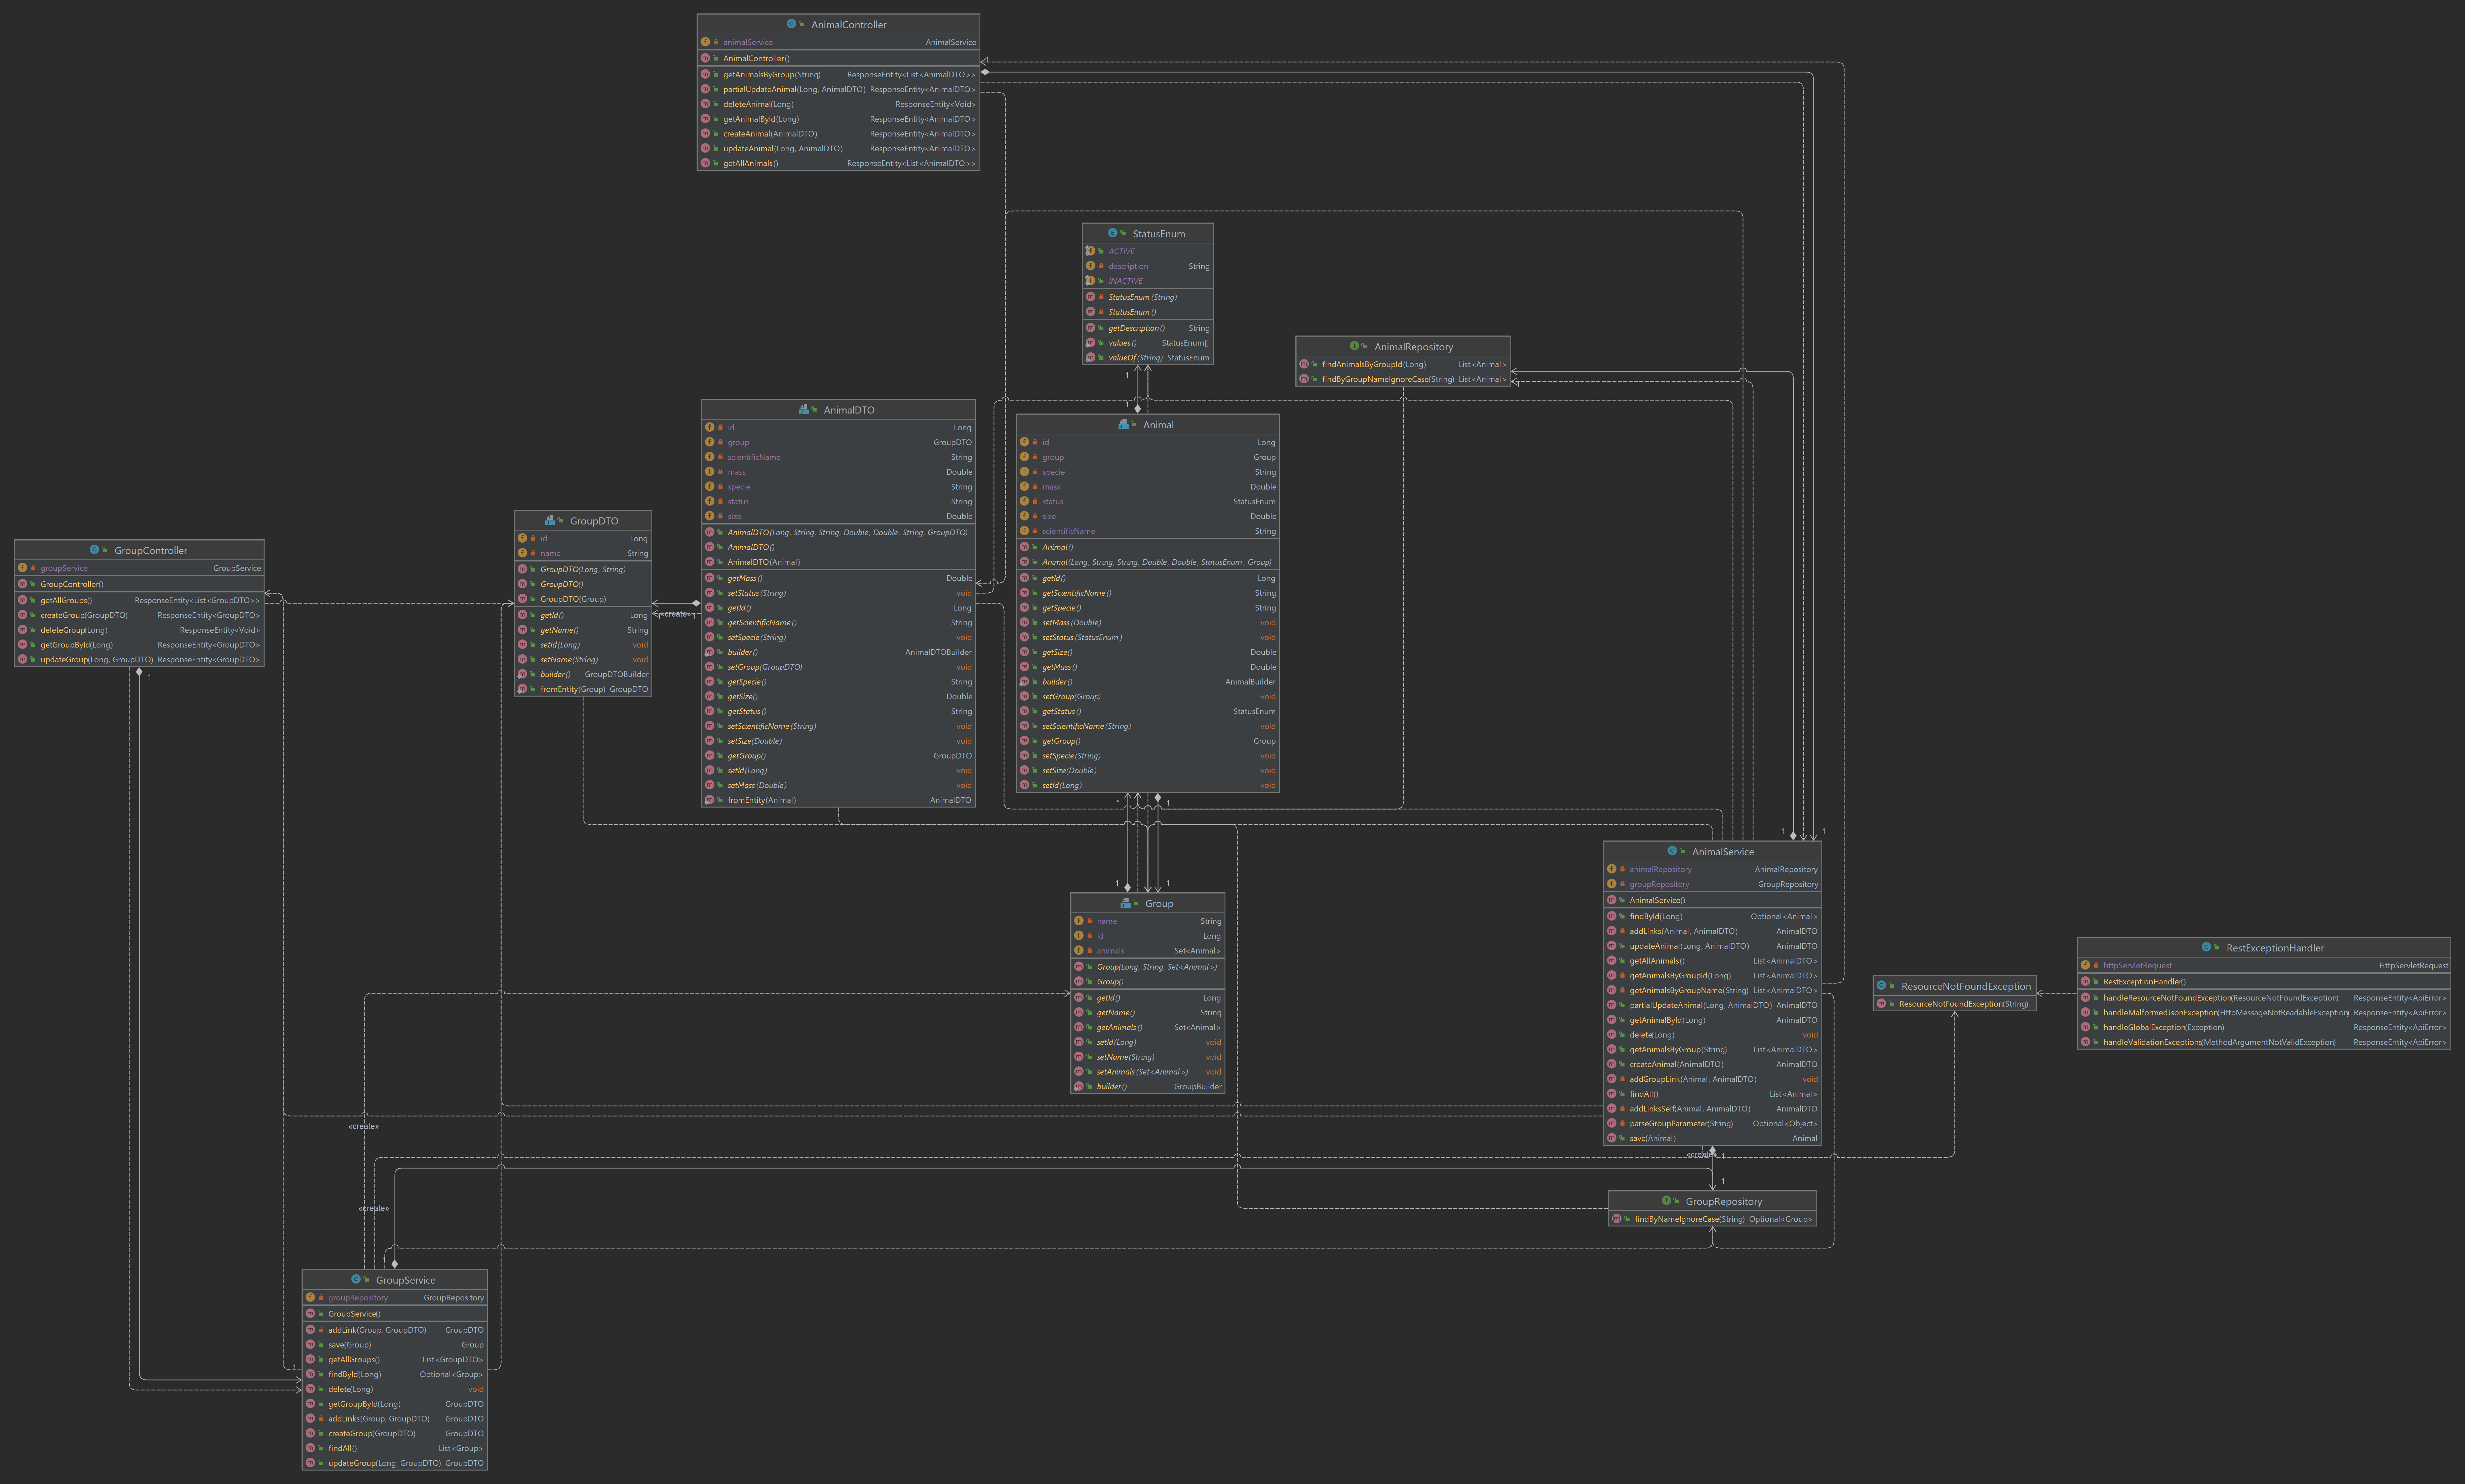 AnimalController
animalService AnimalService
AnimalController()
getAnimalsByGroup(String) ResponseEntity<List<AnimalDTO>>
partialUpdateAnimal(Long, AnimalDTO) ResponseEntity<AnimalDTO>
deleteAnimal(Long) ResponseEntity<Void>
getAnimalById(Long) ResponseEntity<AnimalDTO>
createAnimal(AnimalDTO) ResponseEntity<AnimalDTO>
updateAnimal(Long, AnimalDTO) ResponseEntity<AnimalDTO>
getAllAnimals() ResponseEntity<List<AnimalDTO>>
1
StatusEnum
ACTIVE
description String
INACTIVE
StatusEnum(String)
StatusEnum()
getDescription() String
values() StatusEnum[]
valueOf(String) StatusEnum
1
1
AnimalRepository
findAnimalsByGroupId(Long) List<Animal>
findByGroupNameIgnoreCase(String) List<Animal>
1
AnimalDTO
id Long
group GroupDTO
scientificName String
mass Double
specie String
status String
size Double
AnimalDTO(Long, String, String, Double, Double, String, GroupDTO)
AnimalDTO()
AnimalDTO(Animal)
getMass() Double
setStatus(String) void
getId() Long
getScientificName() String
setSpecie(String) void
builder() AnimalDTOBuilder
setGroup(GroupDTO) void
getSpecie() String
getSize() Double
getStatus() String
setScientificName(String) void
setSize(Double) void
getGroup() GroupDTO
setId(Long) void
setMass(Double) void
fromEntity(Animal) AnimalDTO
Animal
id Long
group Group
specie String
mass Double
status StatusEnum
size Double
scientificName String
Animal()
Animal(Long, String, String, Double, Double, StatusEnum, Group)
getId() Long
getScientificName() String
getSpecie() String
setMass(Double) void
setStatus(StatusEnum) void
getSize() Double
getMass() Double
builder() AnimalBuilder
setGroup(Group) void
getStatus() StatusEnum
setScientificName(String) void
getGroup() Group
setSpecie(String) void
setSize(Double) void
setId(Long) void
*
1
1
1
GroupDTO
id Long
name String
GroupDTO(Long, String)
GroupDTO()
GroupDTO(Group)
getId() Long
getName() String
setId(Long) void
setName(String) void
builder() GroupDTOBuilder
fromEntity(Group) GroupDTO
1
«create»
1
GroupController
groupService GroupService
GroupController()
getAllGroups() ResponseEntity<List<GroupDTO>>
createGroup(GroupDTO) ResponseEntity<GroupDTO>
deleteGroup(Long) ResponseEntity<Void>
getGroupById(Long) ResponseEntity<GroupDTO>
updateGroup(Long, GroupDTO) ResponseEntity<GroupDTO>
1
Group
name String
id Long
animals Set<Animal>
Group(Long, String, Set<Animal>)
Group()
getId() Long
getName() String
getAnimals() Set<Animal>
setId(Long) void
setName(String) void
setAnimals(Set<Animal>) void
builder() GroupBuilder
1
1
AnimalService
animalRepository AnimalRepository
groupRepository GroupRepository
AnimalService()
findById(Long) Optional<Animal>
addLinks(Animal, AnimalDTO) AnimalDTO
updateAnimal(Long, AnimalDTO) AnimalDTO
getAllAnimals() List<AnimalDTO>
getAnimalsByGroupId(Long) List<AnimalDTO>
getAnimalsByGroupName(String) List<AnimalDTO>
partialUpdateAnimal(Long, AnimalDTO) AnimalDTO
getAnimalById(Long) AnimalDTO
delete(Long) void
getAnimalsByGroup(String) List<AnimalDTO>
createAnimal(AnimalDTO) AnimalDTO
addGroupLink(Animal, AnimalDTO) void
findAll() List<Animal>
addLinksSelf(Animal, AnimalDTO) AnimalDTO
parseGroupParameter(String) Optional<Object>
save(Animal) Animal
«create»
1
1
ResourceNotFoundException
ResourceNotFoundException(String)
RestExceptionHandler
httpServletRequest HttpServletRequest
RestExceptionHandler()
handleResourceNotFoundException(ResourceNotFoundException) ResponseEntity<ApiError>
handleMalformedJsonException(HttpMessageNotReadableException) ResponseEntity<ApiError>
handleGlobalException(Exception) ResponseEntity<ApiError>
handleValidationExceptions(MethodArgumentNotValidException) ResponseEntity<ApiError>
GroupRepository
findByNameIgnoreCase(String) Optional<Group>
«create»
«create»
GroupService
groupRepository GroupRepository
GroupService()
addLink(Group, GroupDTO) GroupDTO
save(Group) Group
getAllGroups() List<GroupDTO>
findById(Long) Optional<Group>
delete(Long) void
getGroupById(Long) GroupDTO
addLinks(Group, GroupDTO) GroupDTO
createGroup(GroupDTO) GroupDTO
findAll() List<Group>
updateGroup(Long, GroupDTO) GroupDTO
1